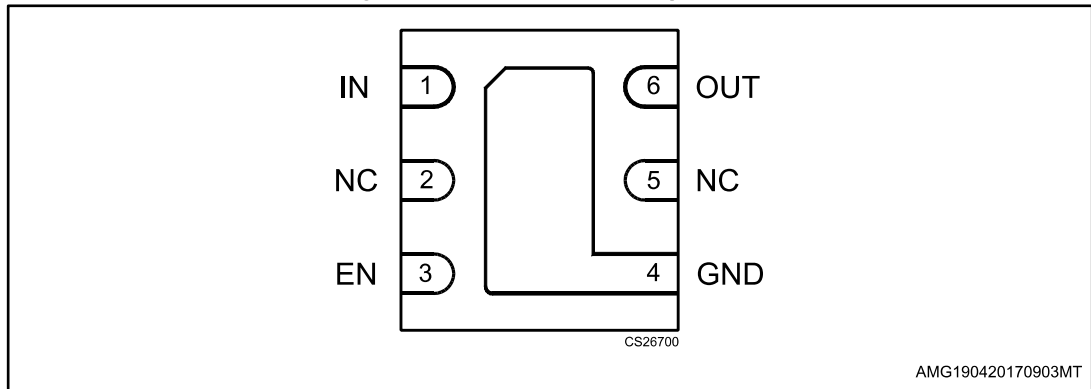 IN 1 6 OUT
NC 2 5 NC
EN 3 4 GND
CS26700
AMG190420170903MT